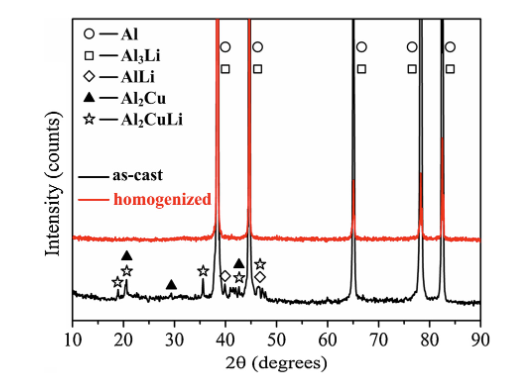 Al
Al₃Li
AlLi
Al₂Cu
Al₂CuLi
as-cast
homogenized
Intensity (counts)
10 20 30 40 50 60 70 80 90
2θ (degrees)